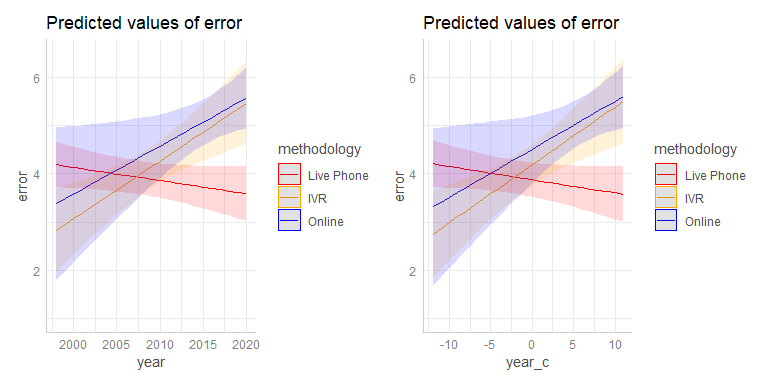 Predicted values of error
6
4
2
error
2000
2005
2010
2015
2020
year
methodology
Live Phone
IVR
Online
Predicted values of error
6
4
2
error
-10
-5
0
5
10
year_c
methodology
Live Phone
IVR
Online